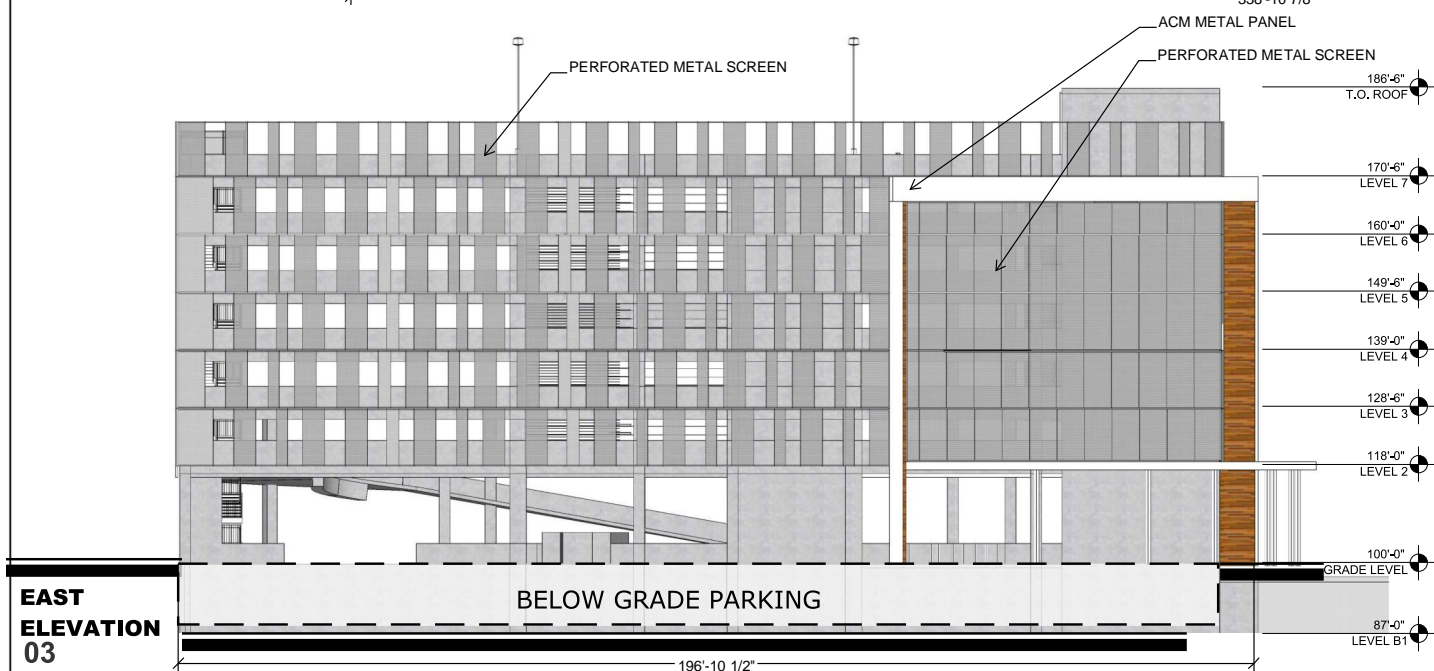 ACM METAL PANEL
PERFORATED METAL SCREEN
PERFORATED METAL SCREEN
186'-6"
T.O. ROOF
170'-6"
LEVEL 7
160'-0"
LEVEL 6
149'-6"
LEVEL 5
139'-0"
LEVEL 4
128'-6"
LEVEL 3
118'-0"
LEVEL 2
100'-0"
GRADE LEVEL
BELOW GRADE PARKING
EAST
ELEVATION
03
87'-0"
LEVEL B1
196'-10 1/2"